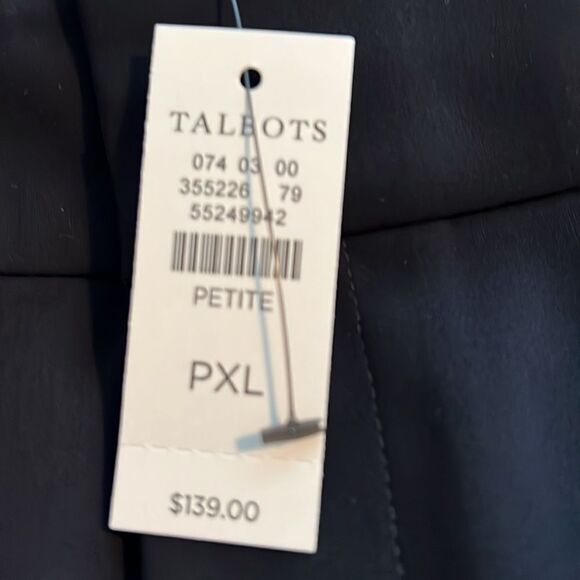 TALBOTS
074 03 00
355226 79
55249942
PETITE
PXL
$139.00